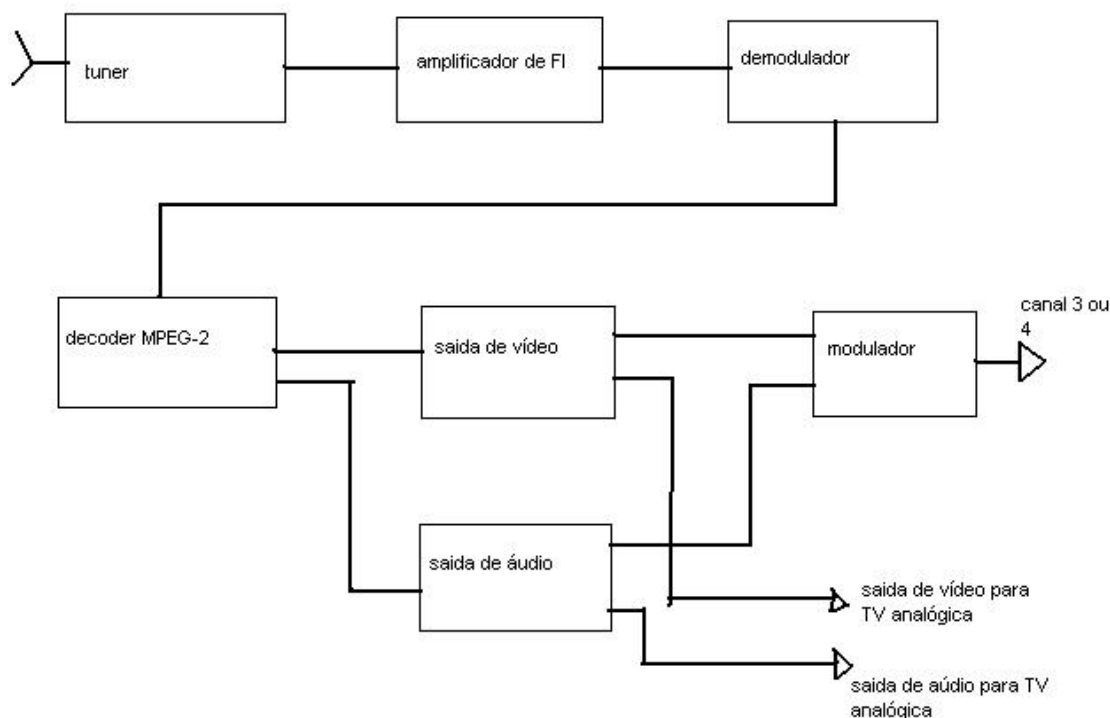 tuner
amplificador de FI
demodulador
decoder MPEG-2
saida de vídeo
canal 3 ou
4
modulador
saida de áudio
saida de vídeo para
TV analógica
saida de aúdio para TV
analógica